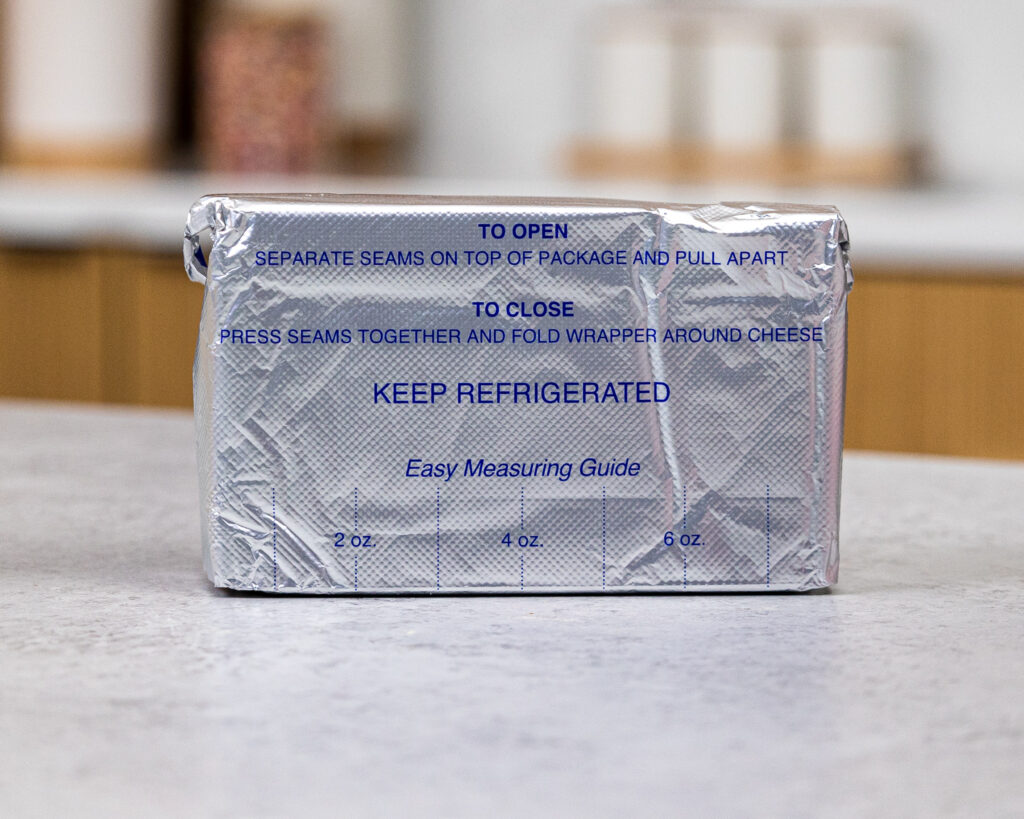 TO OPEN
SEPARATE SEAMS ON TOP OF PACKAGE AND PULL APART
TO CLOSE
PRESS SEAMS TOGETHER AND FOLD WRAPPER AROUND CHEESE
KEEP REFRIGERATED
Easy Measuring Guide
2 oz. 4 oz. 6 oz.